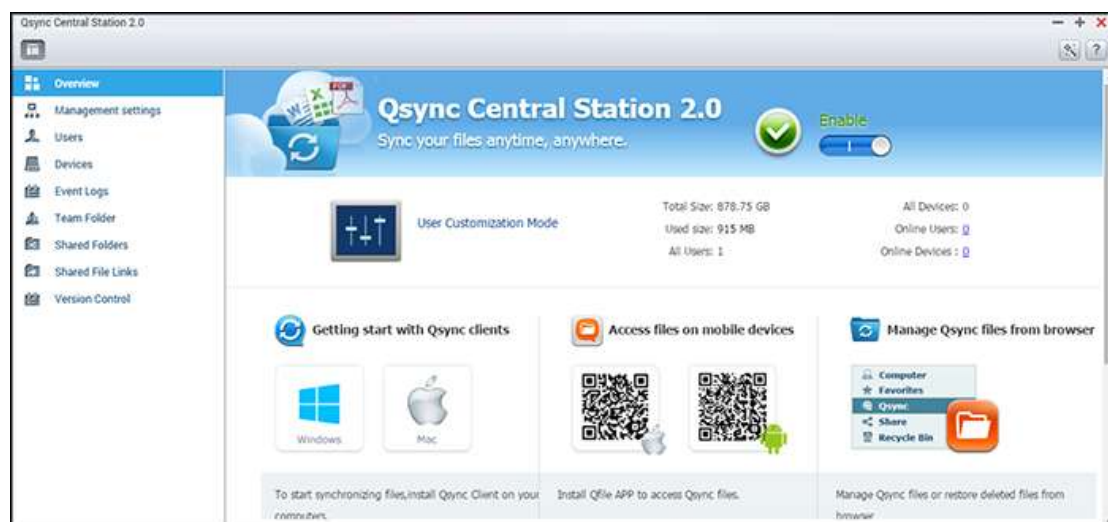 Qsync Central Station 2.0
Overview
Management settings
Users
Devices
Event Logs
Team Folder
Shared Folders
Shared File Links
Version Control
Qsync Central Station 2.0
Sync your files anytime, anywhere.
Enable
User Customization Mode
Total Size: 878.75 GB
Used size: 915 MB
All Users: 1
All Devices: 0
Online Users: 0
Online Devices : 0
Getting start with Qsync clients
Windows
Mac
To start synchronizing files,install Qsync Client on your
computers.
Access files on mobile devices
Install Qfile APP to access Qsync files.
Manage Qsync files from browser
Computer
Favorites
Qsync
Share
Recycle Bin
Manage Qsync files or restore deleted files from
browser